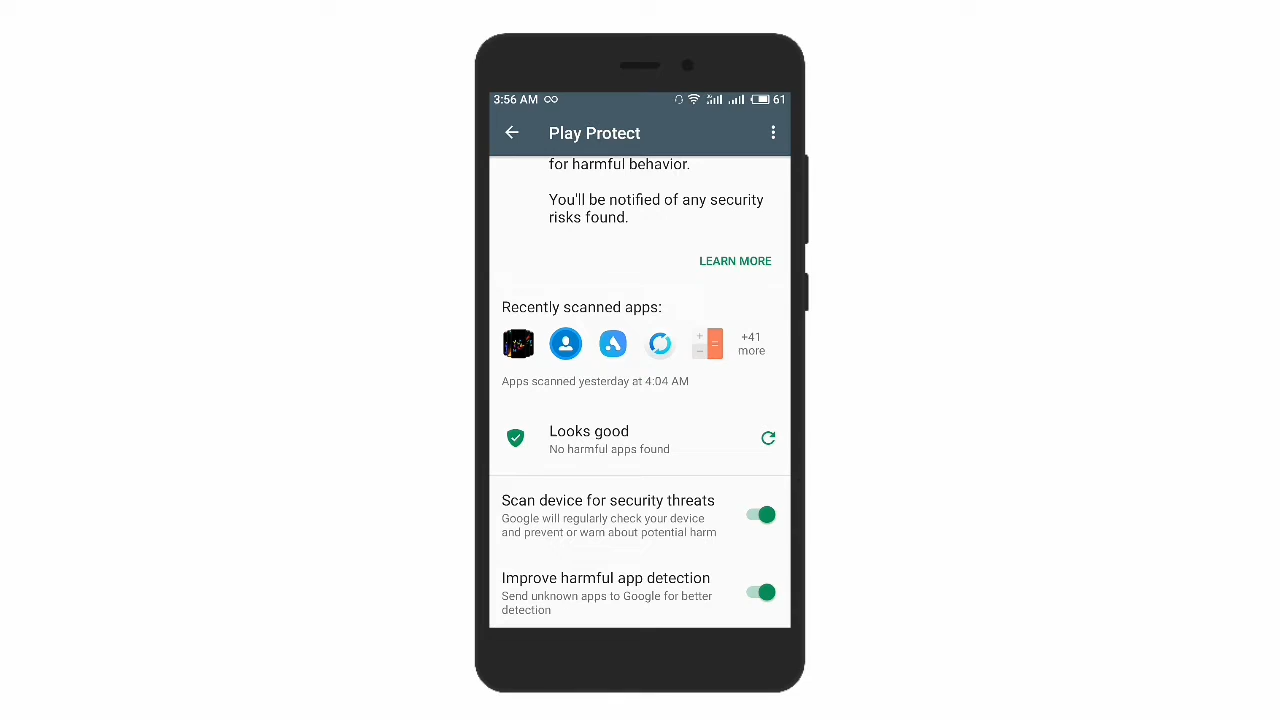 3:56 AM
61
Play Protect
for harmful behavior.
You'll be notified of any security
risks found.
LEARN MORE
Recently scanned apps:
+41
more
Apps scanned yesterday at 4:04 AM
Looks good
No harmful apps found
Scan device for security threats
Google will regularly check your device
and prevent or warn about potential harm
Improve harmful app detection
Send unknown apps to Google for better
detection